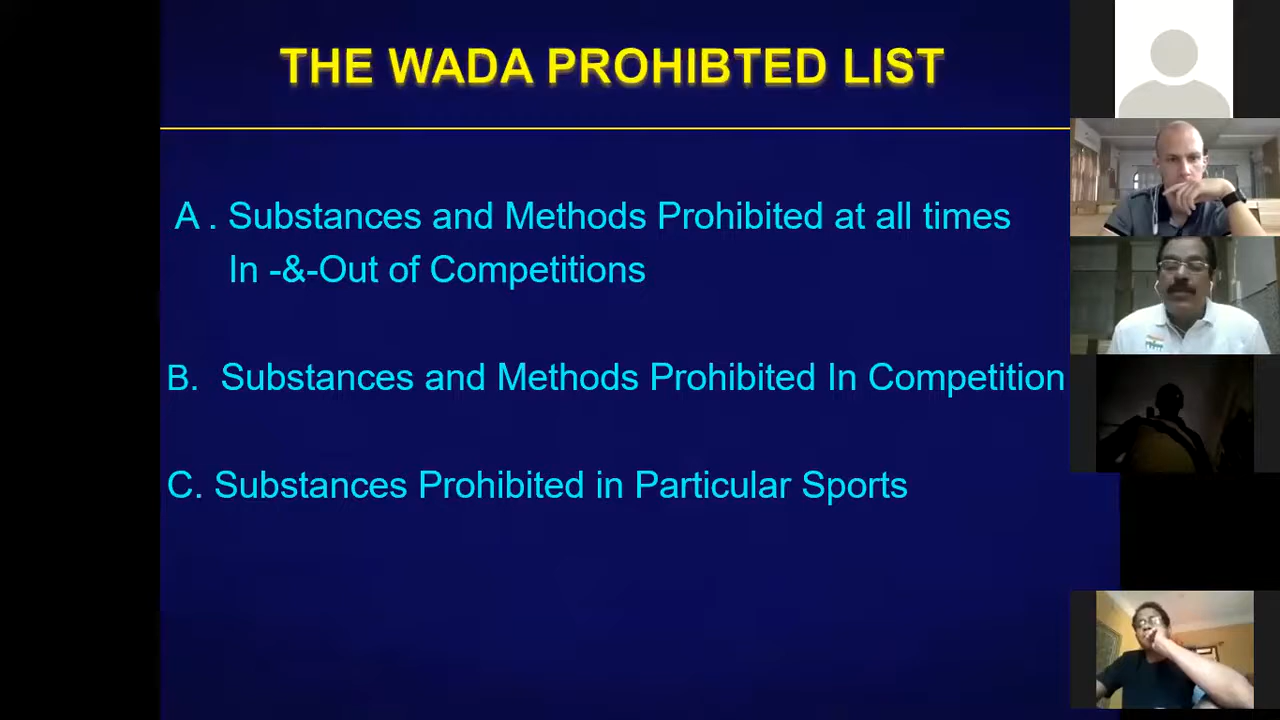 THE WADA PROHIBTED LIST
A . Substances and Methods Prohibited at all times
In -&-Out of Competitions
B. Substances and Methods Prohibited In Competition
C. Substances Prohibited in Particular Sports